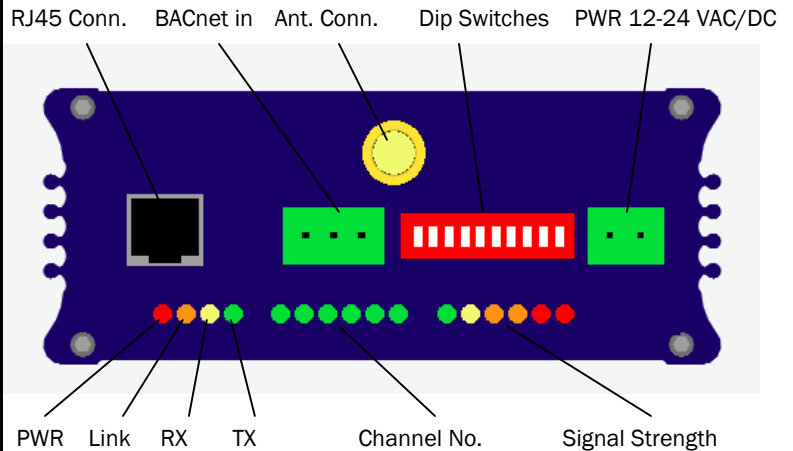 RJ45 Conn. BACnet in Ant. Conn. Dip Switches PWR 12-24 VAC/DC
PWR Link RX TX Channel No. Signal Strength